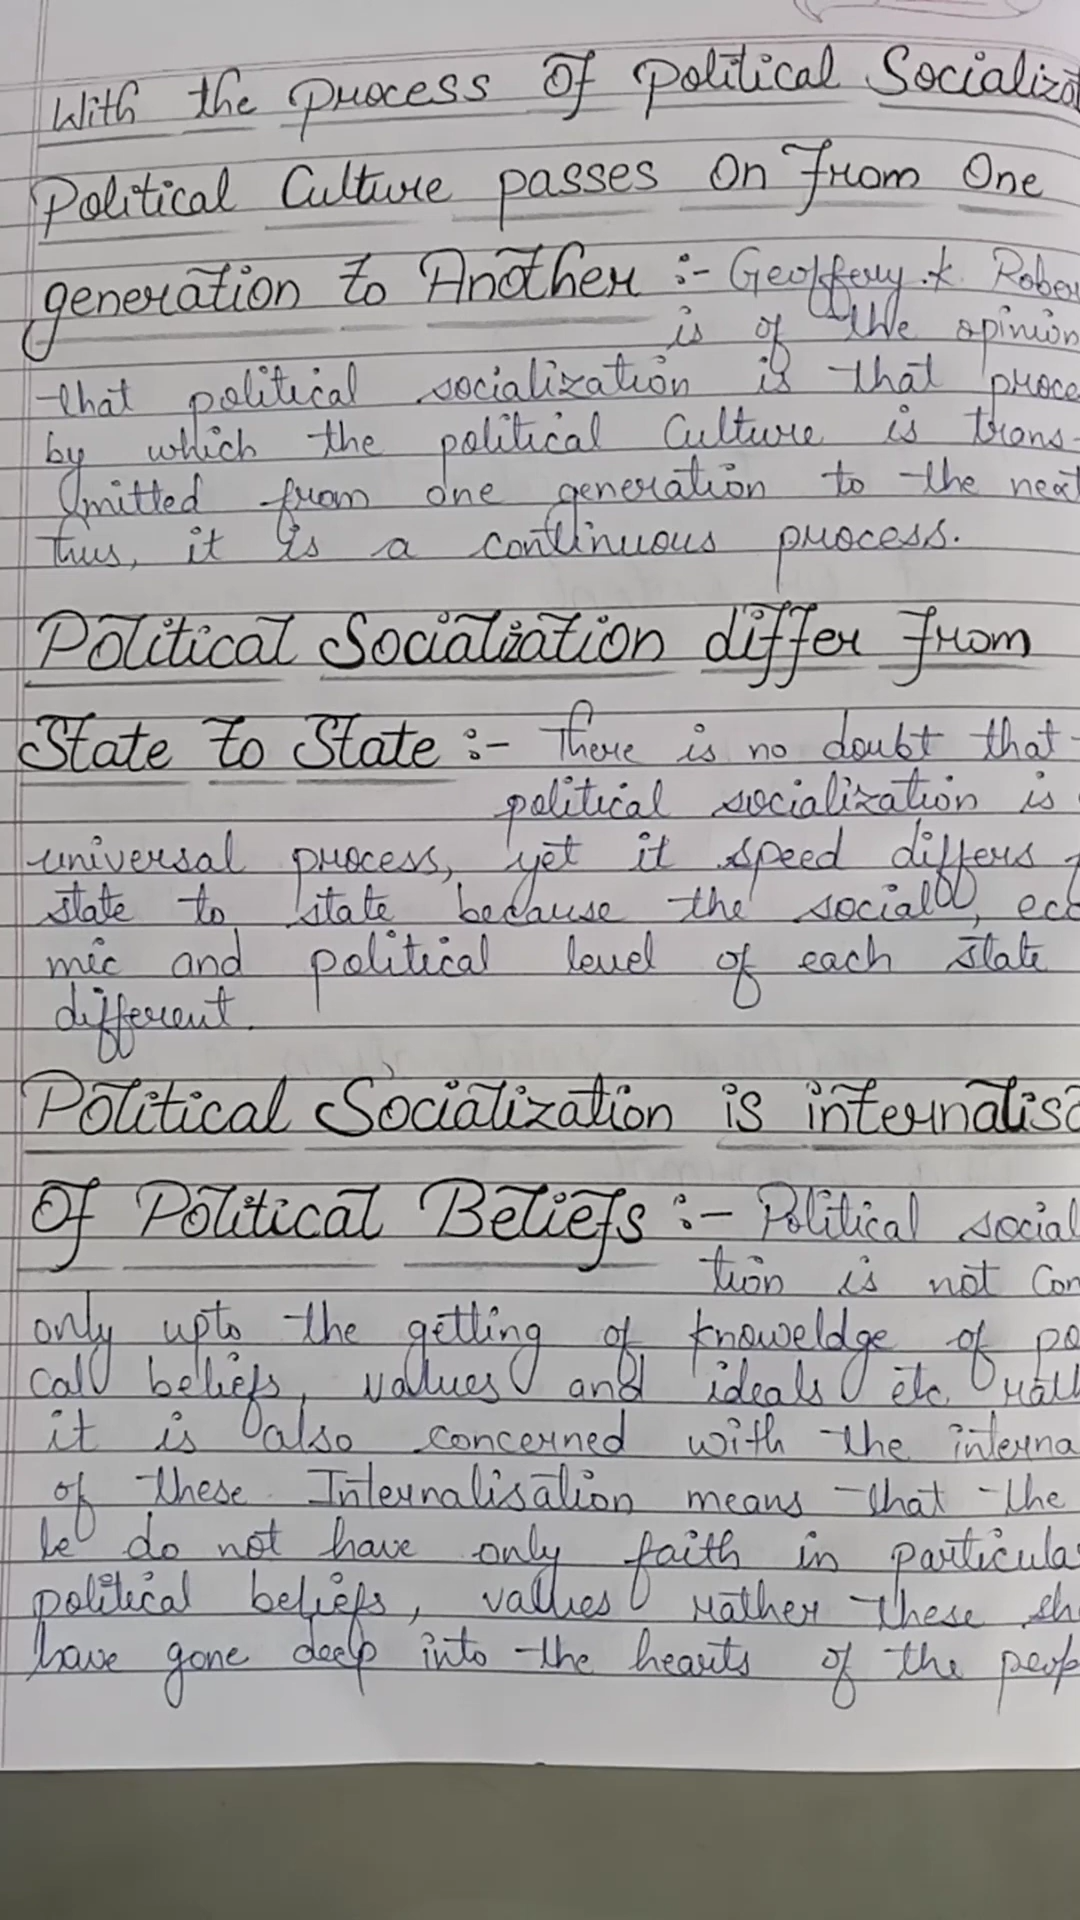 With the process Of political Socializa
Political Culture passes On from One
generation to Another :- Geoffery .k. Rober
is of the opinion
that political socialization is that proce
by which the political Culture is trans-
mitted from one generation to the next
Thus, it is a continuous process.
Political Socialization differ from
State to State :- There is no doubt that
political socialization is
universal process, yet it speed differs
state to state because the social, eco
mic and political level of each state
different.
Political Socialization is internalisa
Of Political Beliefs :- Political social
tion is not con
only upto the getting of knoweldge of po
cal beliefs, values and ideals etc. rath
it is also concerned with the interna
of these. Internalisation means that the
le do not have only faith in particula
political beliefs, values rather these sh
have gone deep into the hearts of the peop